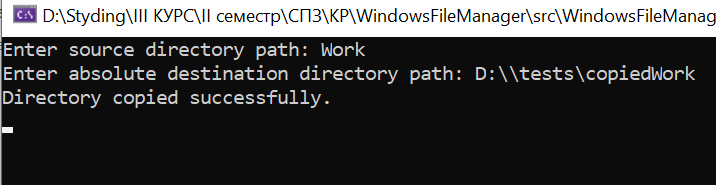 D:\Styding\III КУРС\II семестр\СПЗ\КР\WindowsFileManager\src\WindowsFileManag
Enter source directory path: Work
Enter absolute destination directory path: D:\\tests\copiedWork
Directory copied successfully.